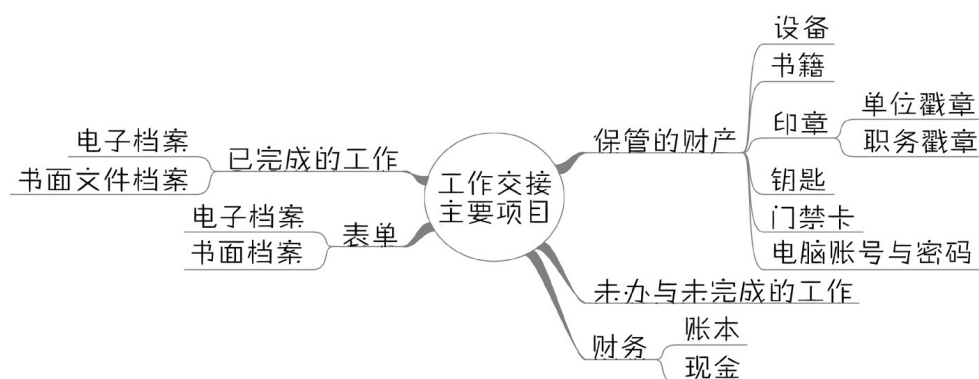 工作交接
主要项目
保管的财产
设备
书籍
印章
单位戳章
职务戳章
钥匙
门禁卡
电脑账号与密码
未办与未完成的工作
财务
账本
现金
已完成的工作
电子档案
书面文件档案
表单
电子档案
书面档案